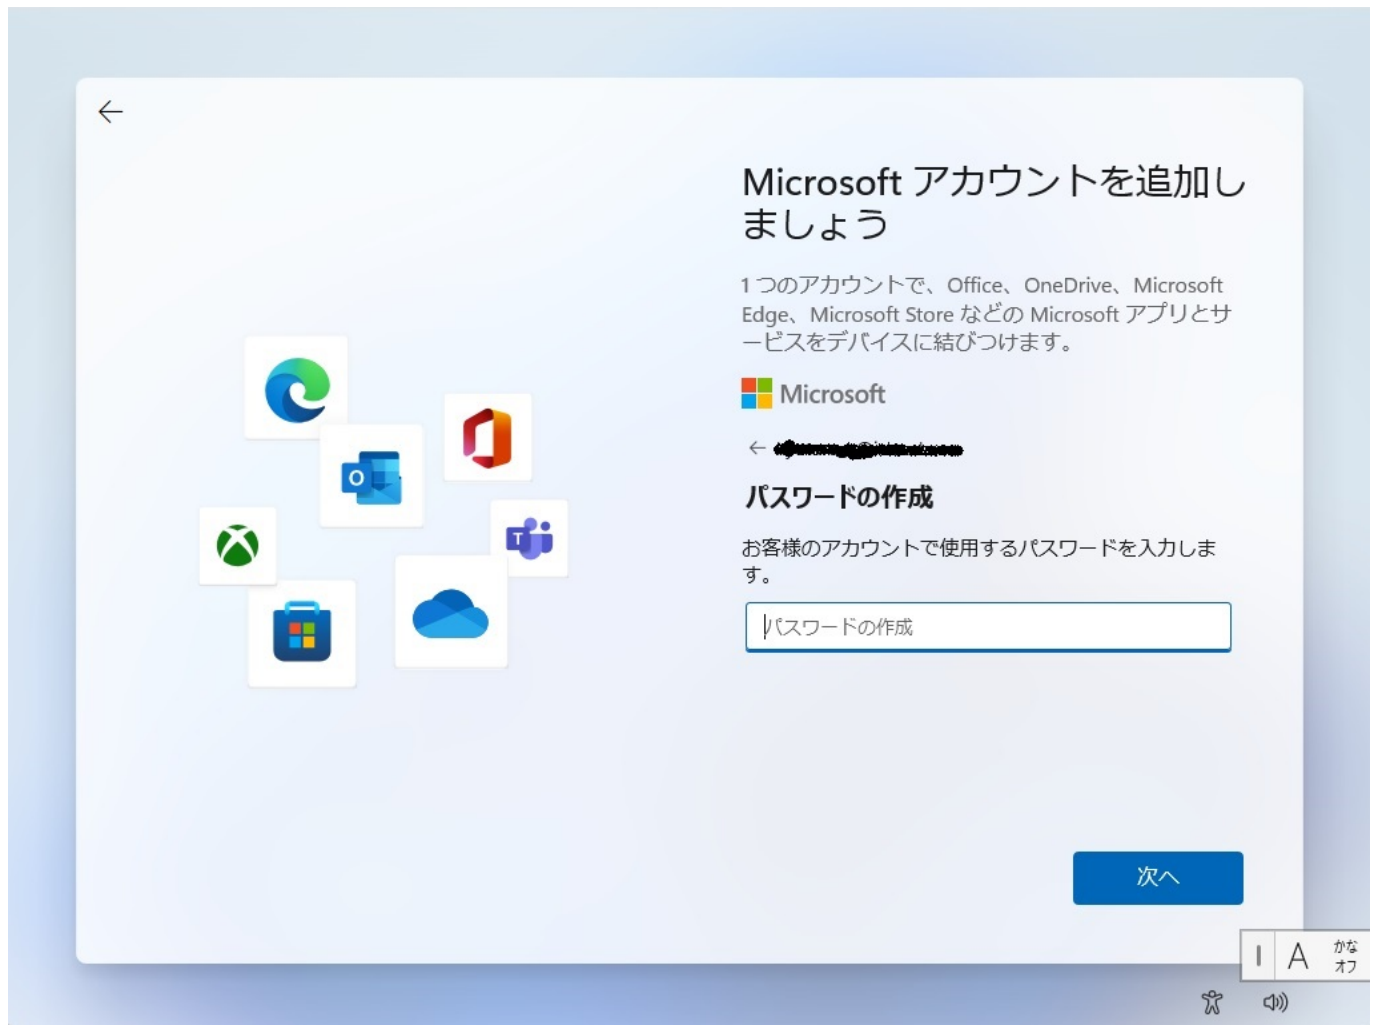 Microsoft アカウントを追加し
ましょう
1 つのアカウントで、Office、OneDrive、Microsoft
Edge、Microsoft Store などの Microsoft アプリとサ
ービスをデバイスに結びつけます。
Microsoft
パスワードの作成
お客様のアカウントで使用するパスワードを入力しま
す。
パスワードの作成
次へ
A かな
オフ